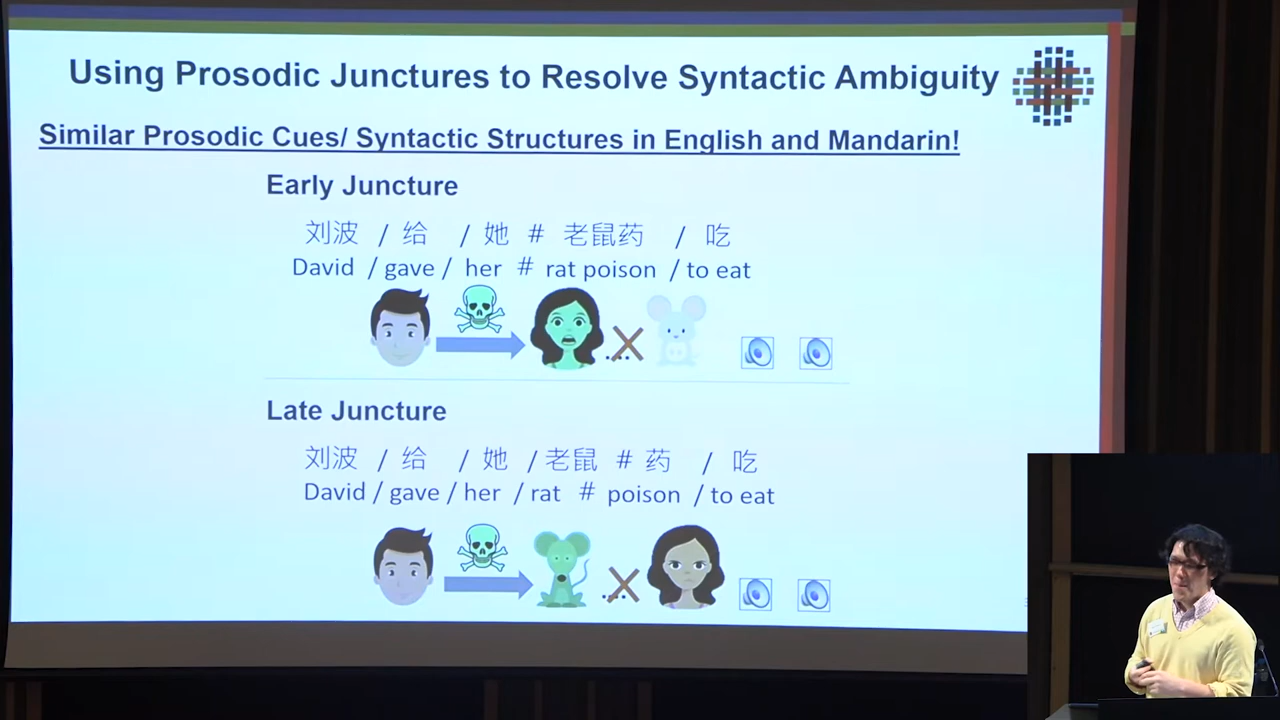 Using Prosodic Junctures to Resolve Syntactic Ambiguity
Similar Prosodic Cues/ Syntactic Structures in English and Mandarin!
Early Juncture
刘波 / 给 / 她 # 老鼠药 / 吃
David / gave / her # rat poison / to eat
Late Juncture
刘波 / 给 / 她 / 老鼠 # 药 / 吃
David / gave / her / rat # poison / to eat